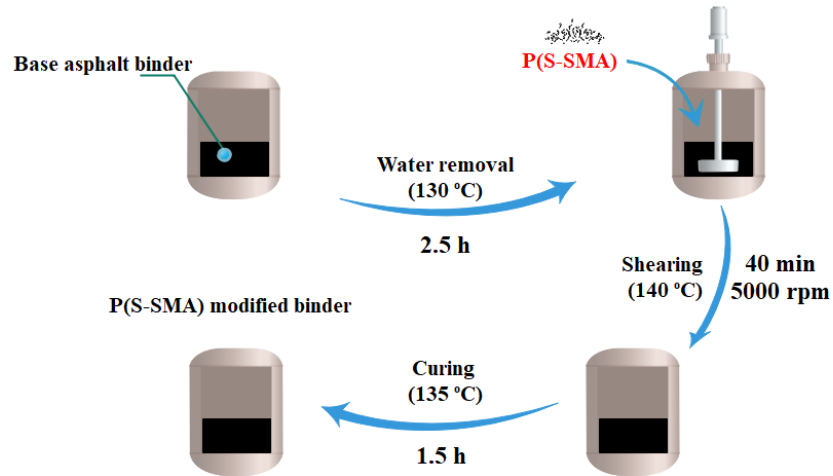 Base asphalt binder
P(S-SMA)
Water removal
(130 ºC)
2.5 h
Shearing
(140 ºC)
40 min
5000 rpm
P(S-SMA) modified binder
Curing
(135 ºC)
1.5 h